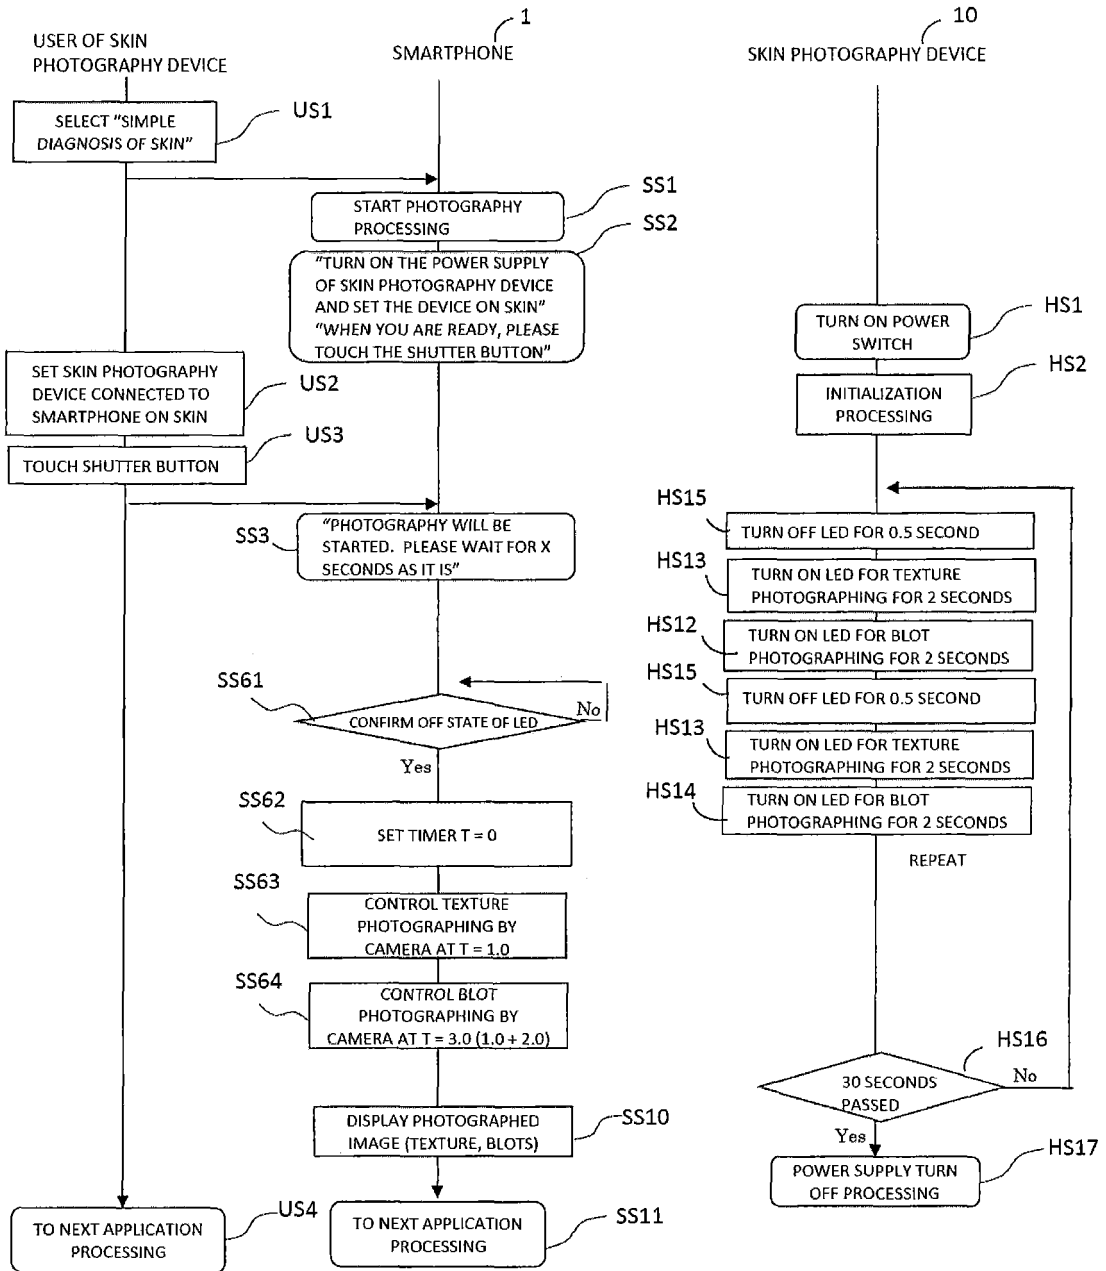 USER OF SKIN
PHOTOGRAPHY DEVICE
SELECT "SIMPLE
DIAGNOSIS OF SKIN"
US1
SET SKIN PHOTOGRAPHY
DEVICE CONNECTED TO
SMARTPHONE ON SKIN
US2
TOUCH SHUTTER BUTTON
US3
TO NEXT APPLICATION
PROCESSING
US4
SMARTPHONE
1
START PHOTOGRAPHY
PROCESSING
SS1
"TURN ON THE POWER SUPPLY
OF SKIN PHOTOGRAPHY DEVICE
AND SET THE DEVICE ON SKIN"
"WHEN YOU ARE READY, PLEASE
TOUCH THE SHUTTER BUTTON"
SS2
SS3
"PHOTOGRAPHY WILL BE
STARTED. PLEASE WAIT FOR X
SECONDS AS IT IS"
SS61
CONFIRM OFF STATE OF LED
No
Yes
SS62
SET TIMER T = 0
SS63
CONTROL TEXTURE
PHOTOGRAPHING BY
CAMERA AT T = 1.0
SS64
CONTROL BLOT
PHOTOGRAPHING BY
CAMERA AT T = 3.0 (1.0 + 2.0)
DISPLAY PHOTOGRAPHED
IMAGE (TEXTURE, BLOTS)
SS10
TO NEXT APPLICATION
PROCESSING
SS11
10
SKIN PHOTOGRAPHY DEVICE
TURN ON POWER
SWITCH
HS1
INITIALIZATION
PROCESSING
HS2
HS15
TURN OFF LED FOR 0.5 SECOND
HS13
TURN ON LED FOR TEXTURE
PHOTOGRAPHING FOR 2 SECONDS
HS12
TURN ON LED FOR BLOT
PHOTOGRAPHING FOR 2 SECONDS
HS15
TURN OFF LED FOR 0.5 SECOND
HS13
TURN ON LED FOR TEXTURE
PHOTOGRAPHING FOR 2 SECONDS
HS14
TURN ON LED FOR BLOT
PHOTOGRAPHING FOR 2 SECONDS
REPEAT
30 SECONDS
PASSED
HS16
No
Yes
POWER SUPPLY TURN
OFF PROCESSING
HS17